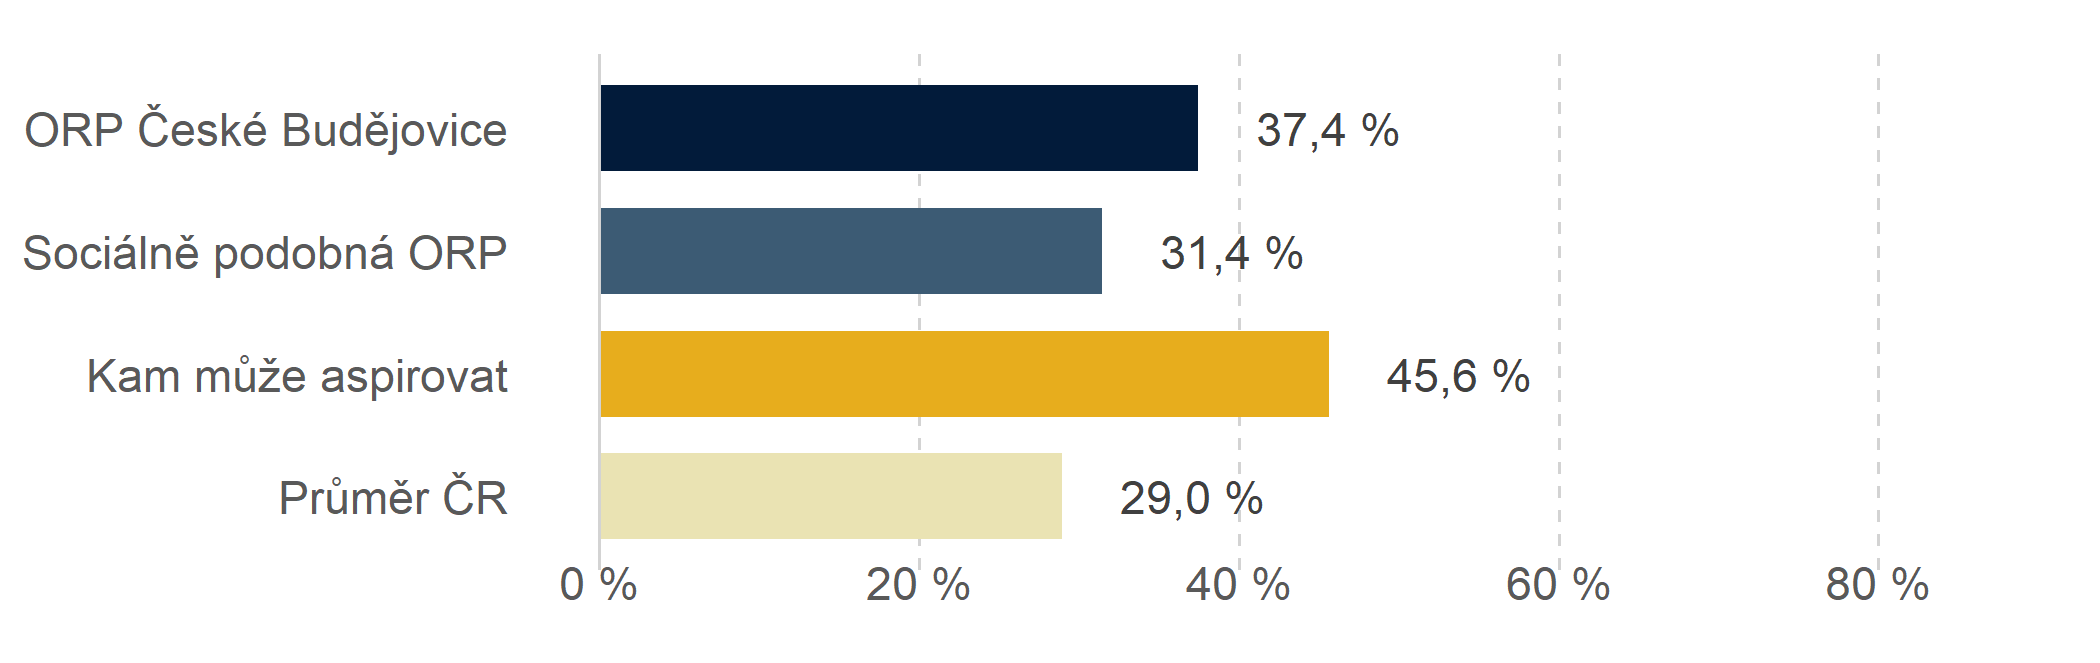 ORP České Budějovice
37,4 %
Sociálně podobná ORP
31,4 %
Kam může aspirovat
45,6 %
Průměr ČR
29,0 %
0 %
20 %
40 %
60 %
80 %